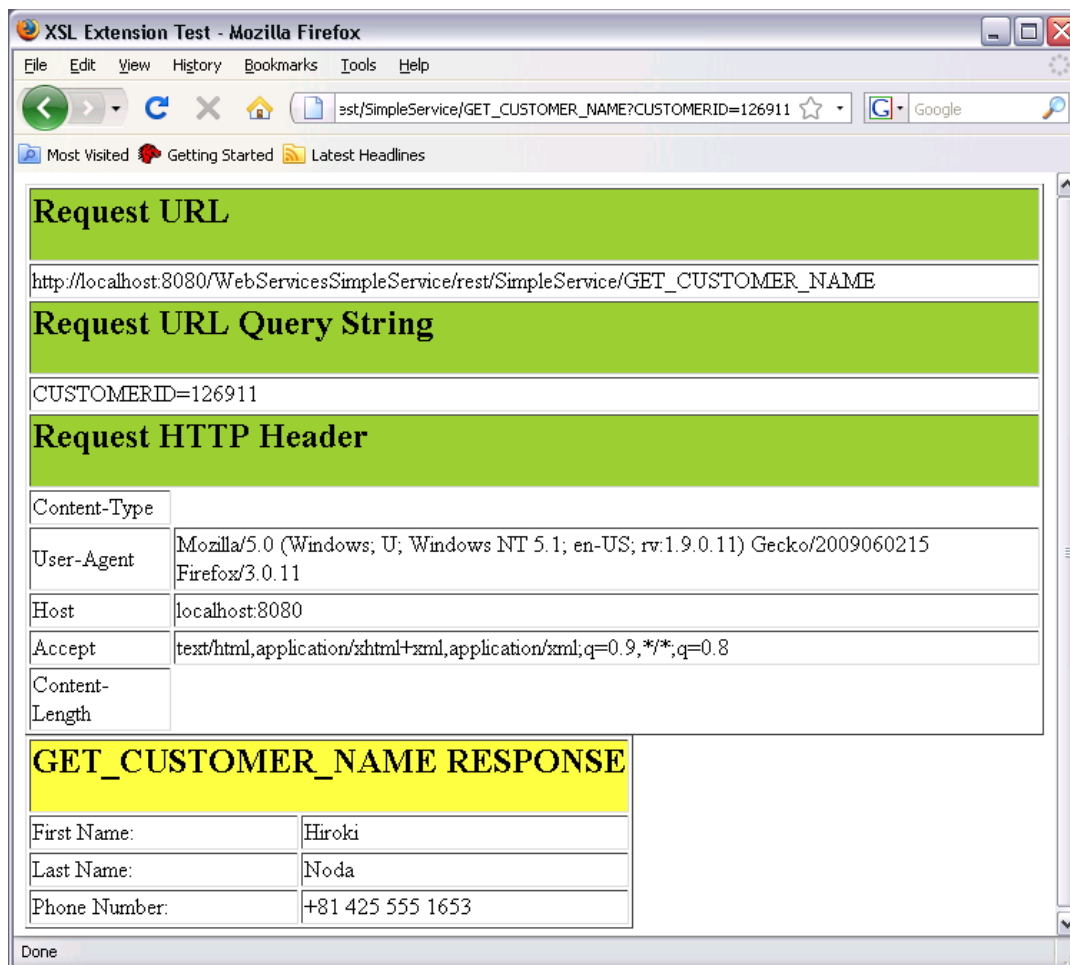 XSL Extension Test - Mozilla Firefox
File Edit View History Bookmarks Tools Help
est/SimpleService/GET_CUSTOMER_NAME?CUSTOMERID=126911 G Google
Most Visited Getting Started Latest Headlines
Request URL
http://localhost:8080/WebServicesSimpleService/rest/SimpleService/GET_CUSTOMER_NAME
Request URL Query String
CUSTOMERID=126911
Request HTTP Header
Content-Type
User-Agent Mozilla/5.0 (Windows; U; Windows NT 5.1; en-US; rv:1.9.0.11) Gecko/2009060215
Firefox/3.0.11
Host localhost:8080
Accept text/html,application/xhtml+xml,application/xml;q=0.9,*/*;q=0.8
Content-
Length
GET_CUSTOMER_NAME RESPONSE
First Name: Hiroki
Last Name: Noda
Phone Number: +81 425 555 1653
Done